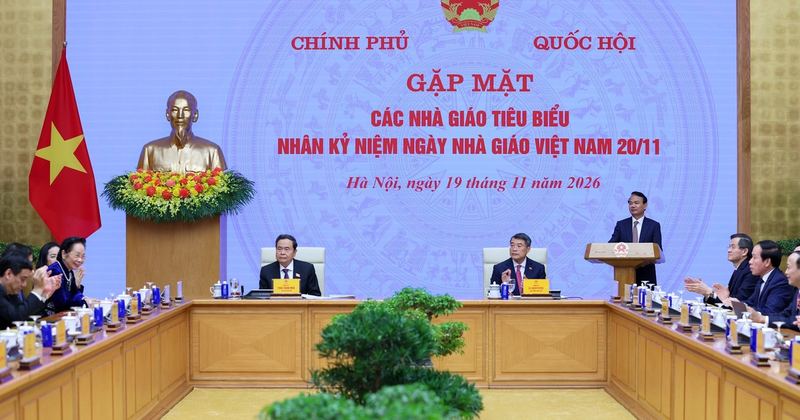 CHÍNH PHỦ QUỐC HỘI
GẶP MẶT
CÁC NHÀ GIÁO TIÊU BIỂU
NHÂN KỶ NIỆM NGÀY NHÀ GIÁO VIỆT NAM 20/11
Hà Nội, ngày 19 tháng 11 năm 2026